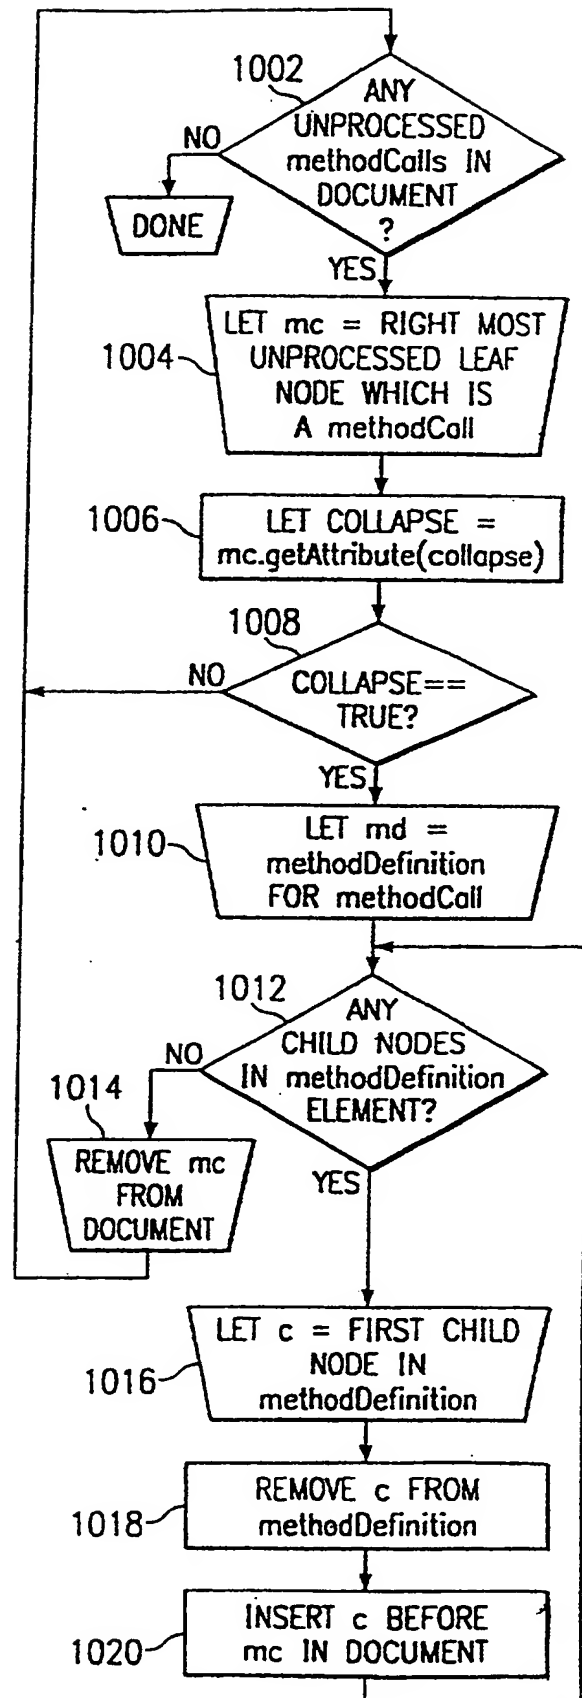 1002
ANY
UNPROCESSED
methodCalls IN
DOCUMENT
?
NO
DONE
YES
1004
LET mc = RIGHT MOST
UNPROCESSED LEAF
NODE WHICH IS
A methodCall
1006
LET COLLAPSE =
mc.getAttribute(collapse)
1008
NO
COLLAPSE==
TRUE?
YES
1010
LET md =
methodDefinition
FOR methodCall
1012
ANY
CHILD NODES
IN methodDefinition
ELEMENT?
NO
1014
REMOVE mc
FROM
DOCUMENT
YES
1016
LET c = FIRST CHILD
NODE IN
methodDefinition
1018
REMOVE c FROM
methodDefinition
1020
INSERT c BEFORE
mc IN DOCUMENT